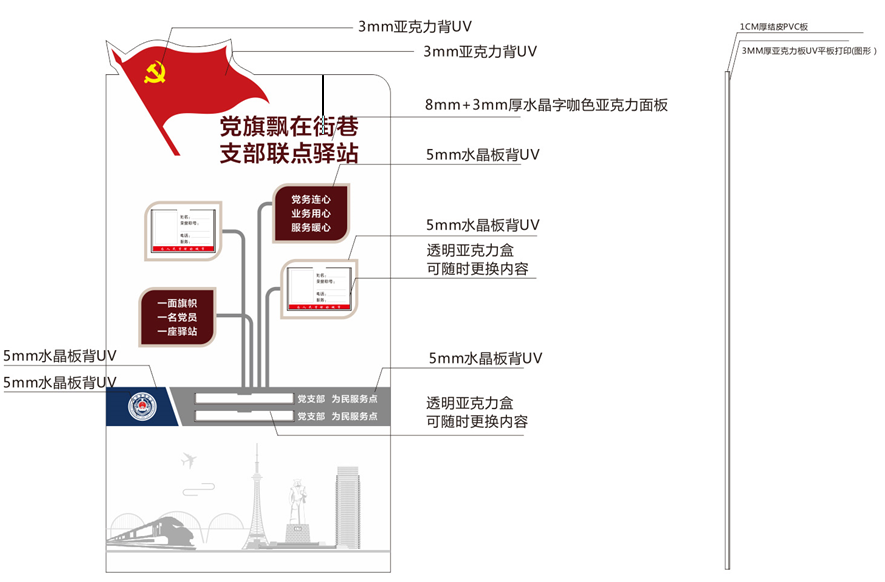 3mm亚克力背UV
3mm亚克力背UV
1CM厚结皮PVC板
3MM厚亚克力板UV平板打印(图形)
8mm+3mm厚水晶字咖色亚克力面板
党旗飘在街巷
支部联点驿站
5mm水晶板背UV
党务连心
业务用心
服务暖心
5mm水晶板背UV
透明亚克力盒
可随时更换内容
一面旗帜
一名党员
一座驿站
5mm水晶板背UV
5mm水晶板背UV
5mm水晶板背UV
党支部 为民服务点
党支部 为民服务点
透明亚克力盒
可随时更换内容